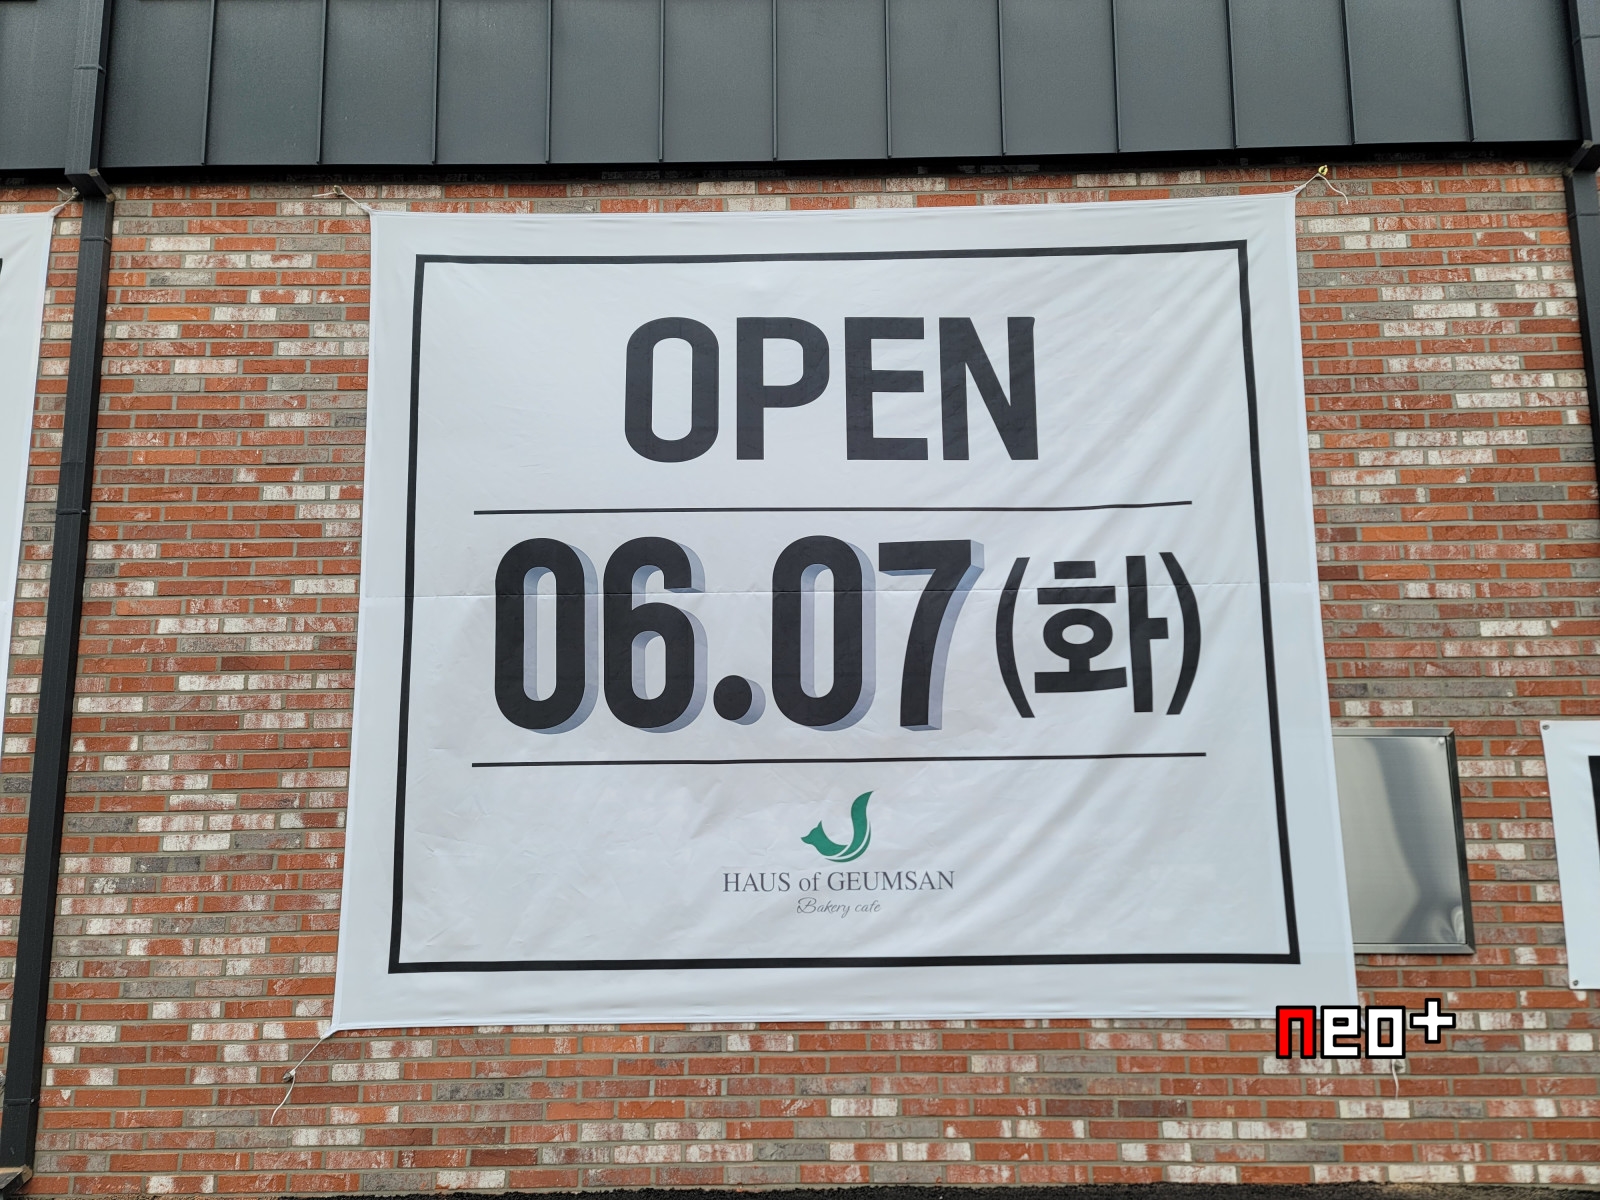 OPEN
06.07(화)
HAUS of GEUMSAN
Bakery cafe
neo+